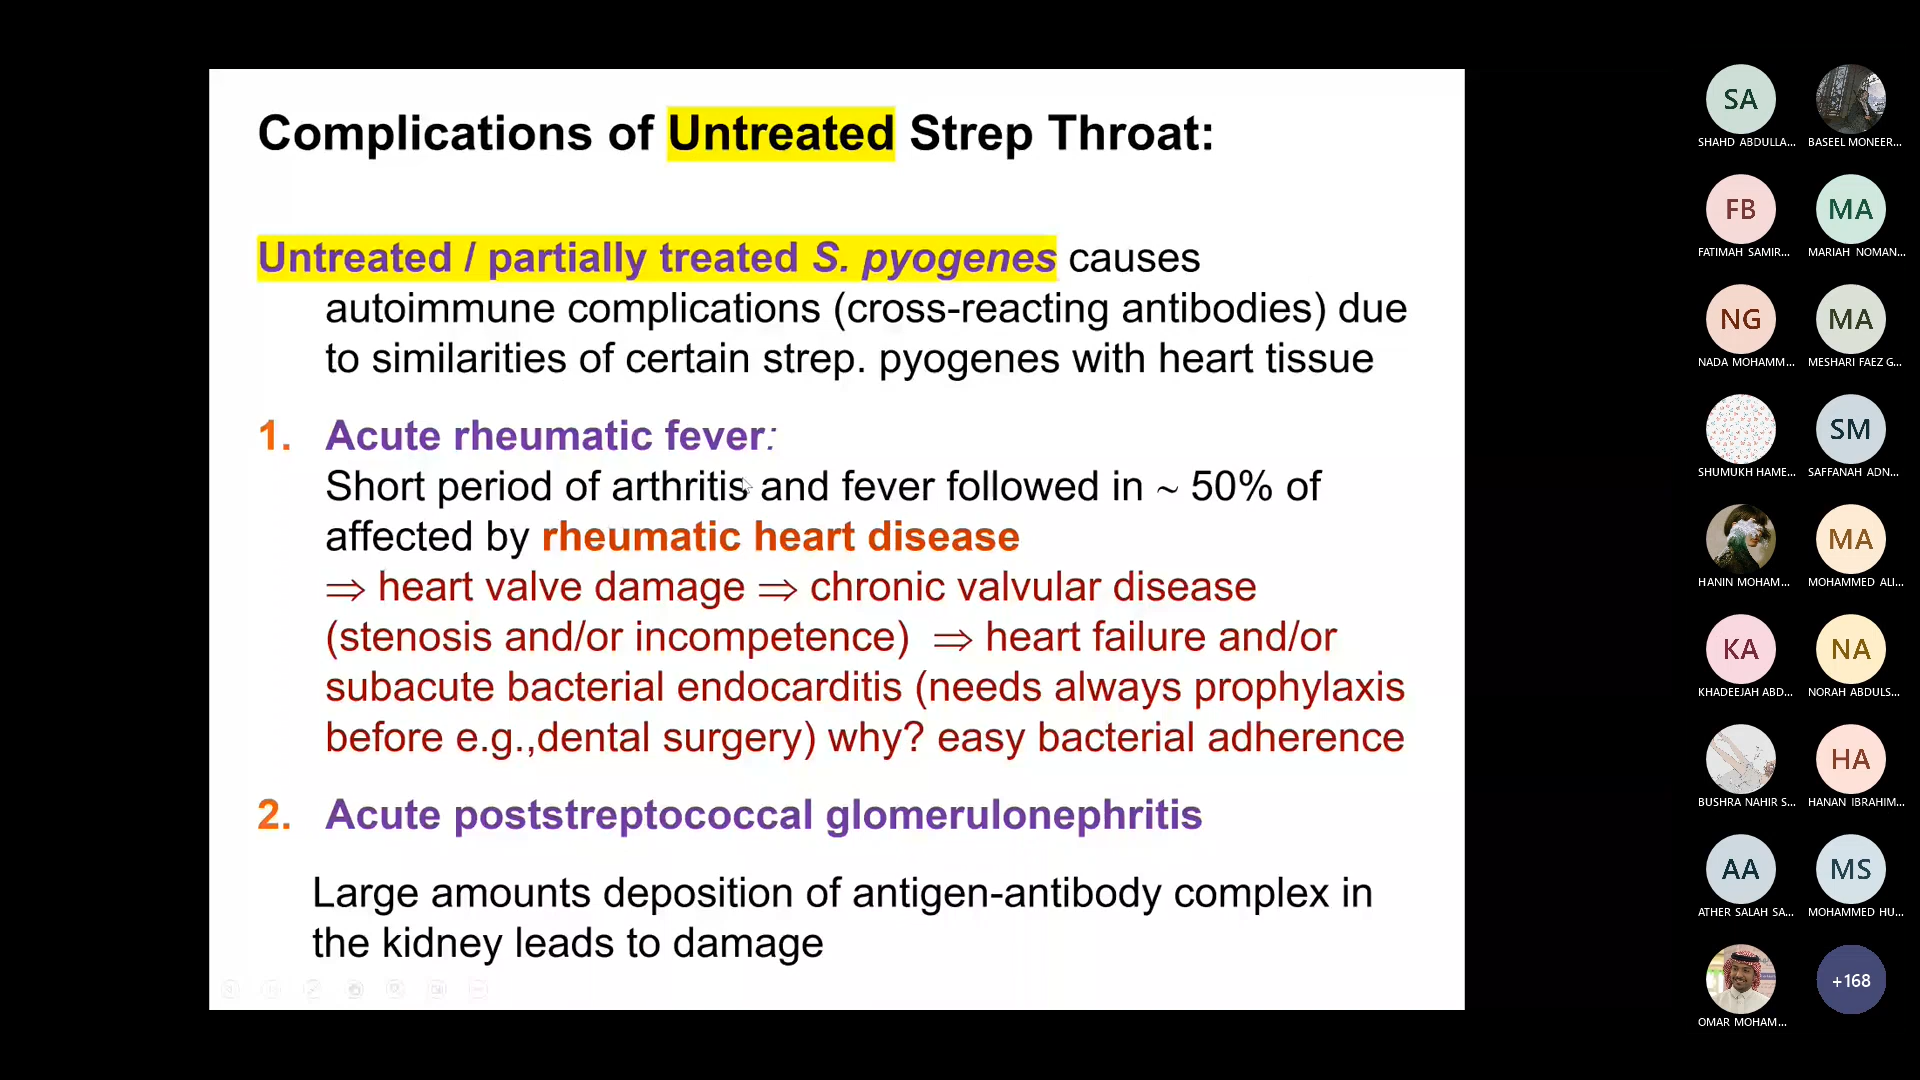 Complications of Untreated Strep Throat:
Untreated / partially treated S. pyogenes causes
autoimmune complications (cross-reacting antibodies) due
to similarities of certain strep. pyogenes with heart tissue
1. Acute rheumatic fever:
Short period of arthritis and fever followed in ~ 50% of
affected by rheumatic heart disease
⇒ heart valve damage ⇒ chronic valvular disease
(stenosis and/or incompetence) ⇒ heart failure and/or
subacute bacterial endocarditis (needs always prophylaxis
before e.g.,dental surgery) why? easy bacterial adherence
2. Acute poststreptococcal glomerulonephritis
Large amounts deposition of antigen-antibody complex in
the kidney leads to damage
SA
SHAHD ABDULLA...
BASEEL MONEER...
FB
MA
FATIMAH SAMIR...
MARIAH NOMAN...
NG
MA
NADA MOHAMM...
MESHARI FAEZ G...
SM
SHUMUKH HAME...
SAFFANAH ADN...
MA
HANIN MOHAM...
MOHAMMED ALI...
KA
NA
KHADEEJAH ABD...
NORAH ABDULS...
HA
BUSHRA NAHIR S...
HANAN IBRAHIM...
AA
MS
ATHER SALAH SA...
MOHAMMED HU...
+168
OMAR MOHAM...